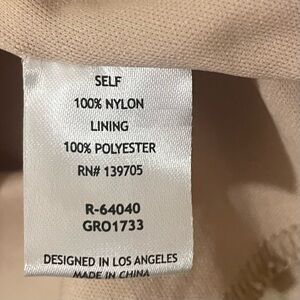 SELF
100% NYLON
LINING
100% POLYESTER
RN# 139705
R-64040
GRO1733
DESIGNED IN LOS ANGELES
MADE IN CHINA